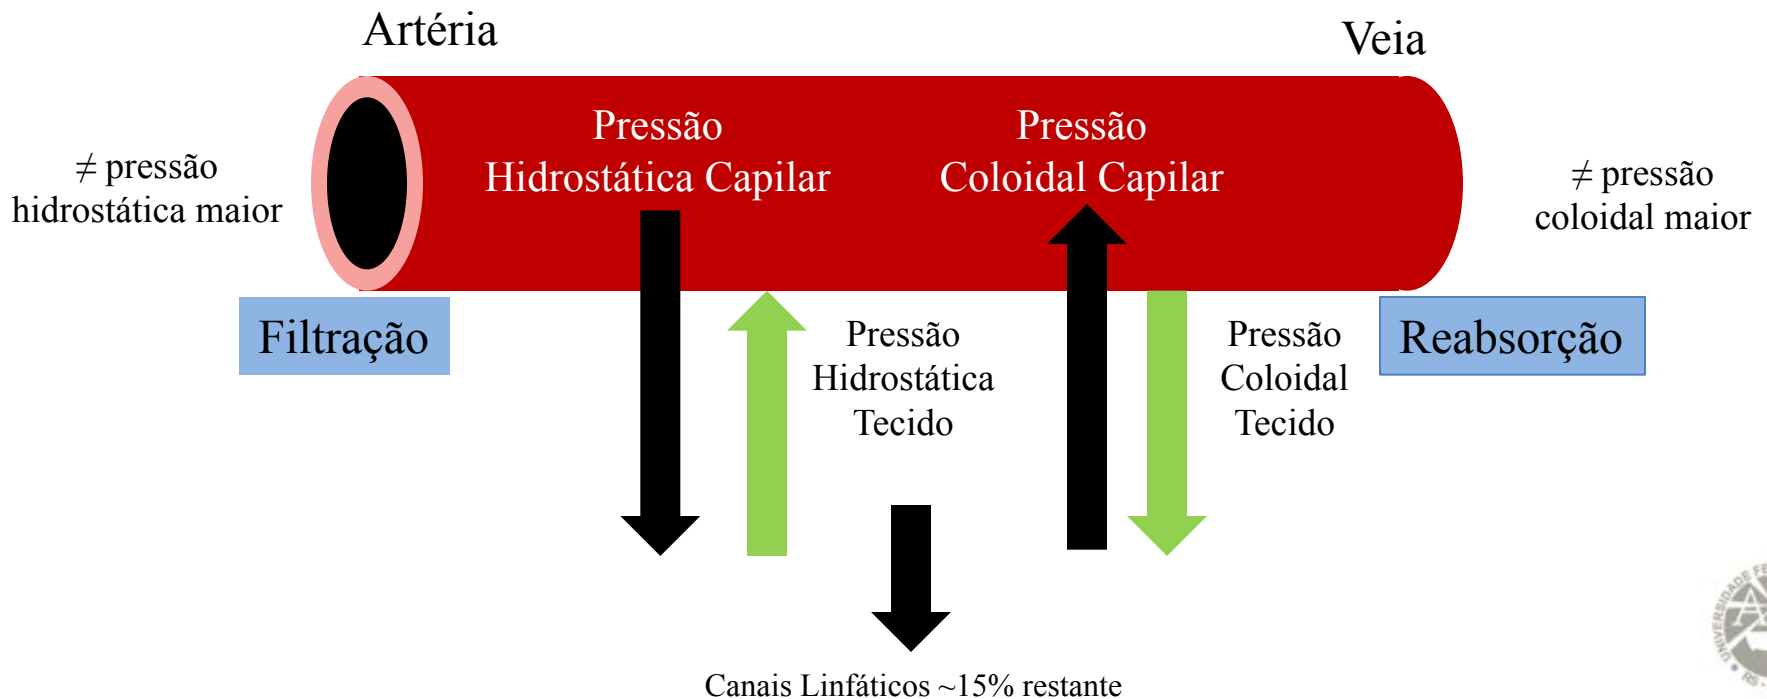 Artéria
Veia
Pressão
Hidrostática Capilar
Pressão
Coloidal Capilar
≠ pressão
hidrostática maior
≠ pressão
coloidal maior
Filtração
Pressão
Hidrostática
Tecido
Pressão
Coloidal
Tecido
Reabsorção
Canais Linfáticos ~15% restante